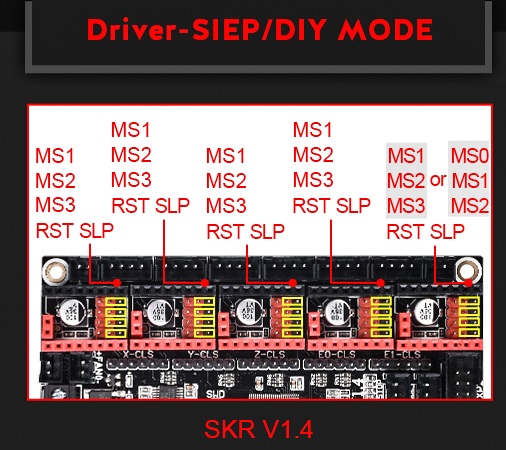 Driver-SIEP/DIY MODE
MS1
MS2
MS3
RST SLP
MS1
MS2
MS3
RST SLP
MS1
MS2
MS3
RST SLP
MS1
MS2
MS3
RST SLP
MS1 MS0
MS2 or MS1
MS3 MS2
RST SLP
X-CLS
Y-CLS
Z-CLS
E0-CLS
E1-CLS
SKR V1.4